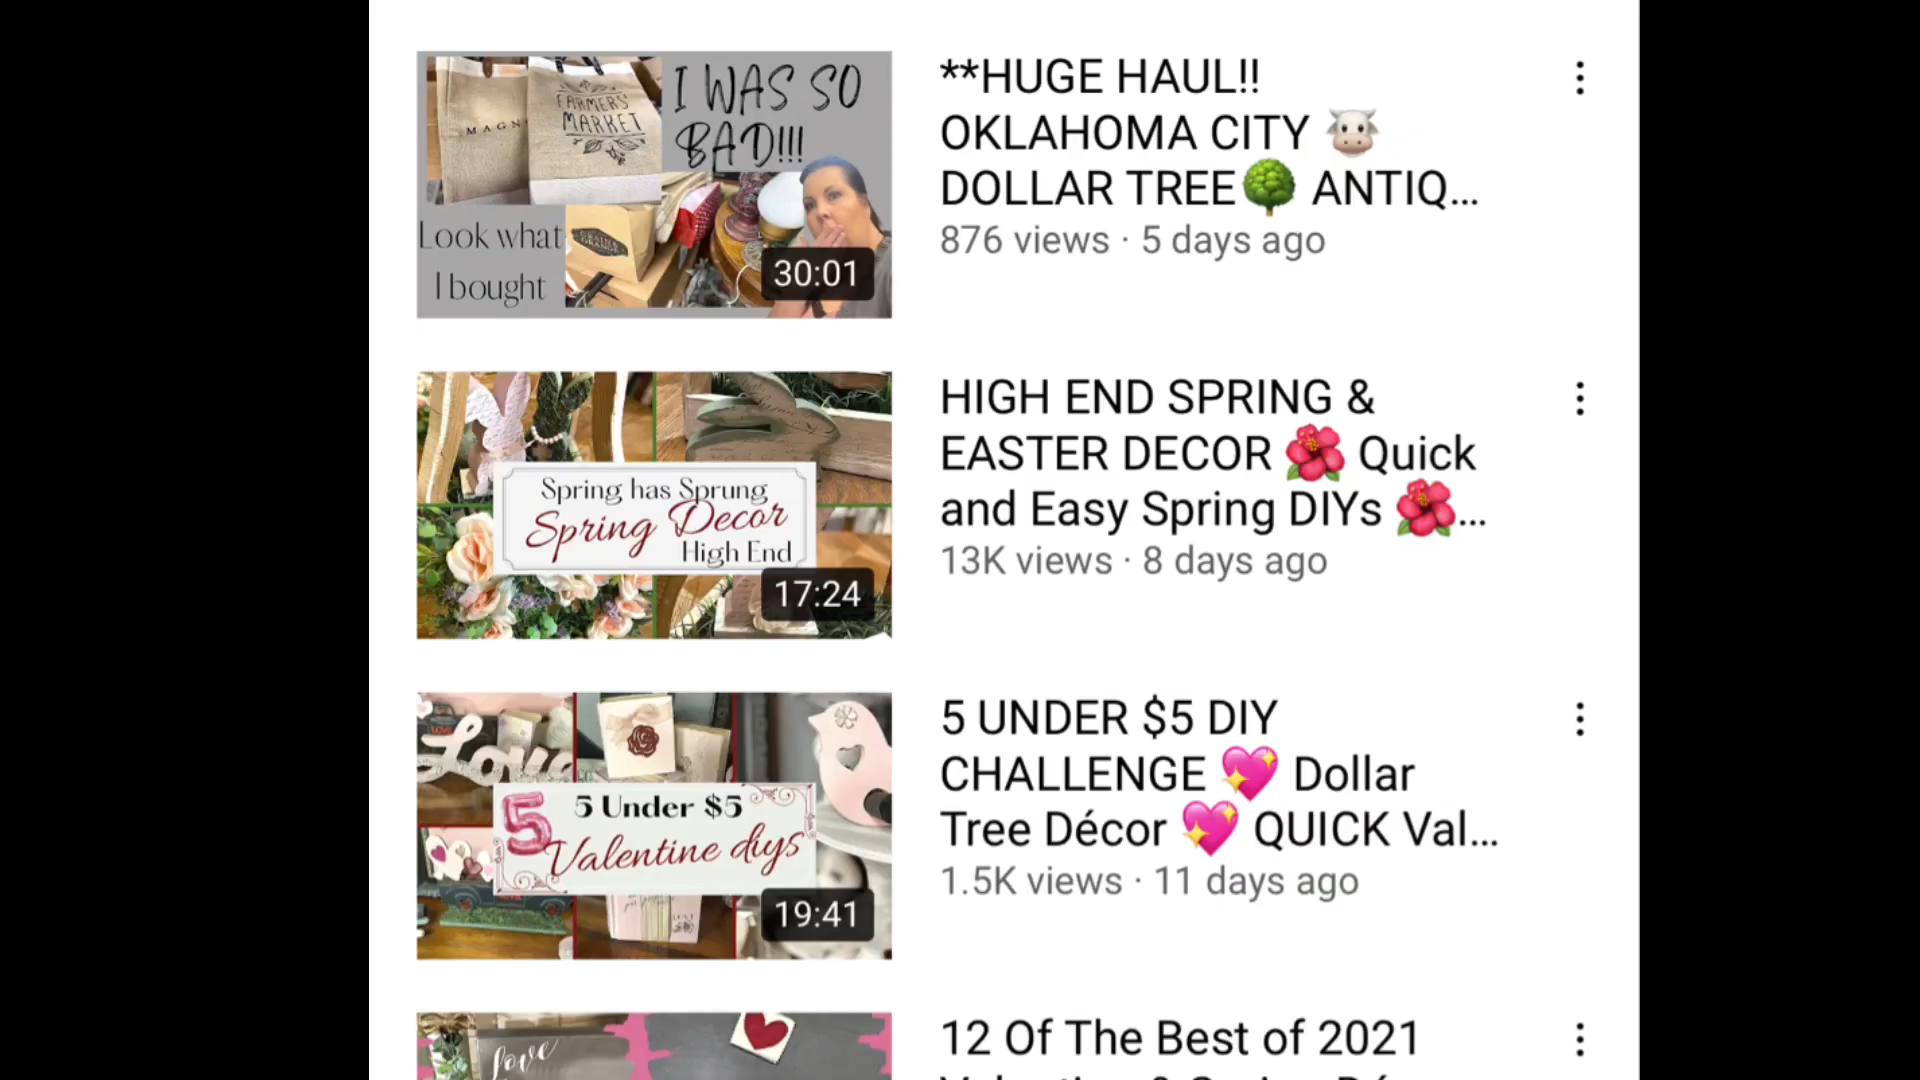 MAGN
FARMERS'
MARKET
I WAS SO
BAD!!!
Look what
I bought
30:01
**HUGE HAUL!!
OKLAHOMA CITY 🐮
DOLLAR TREE🌳 ANTIQ...
876 views · 5 days ago
Spring has Sprung
Spring Decor
High End
17:24
HIGH END SPRING &
EASTER DECOR 🌺 Quick
and Easy Spring DIYs 🌺...
13K views · 8 days ago
Love
5 5 Under $5
Valentine diys
19:41
5 UNDER $5 DIY
CHALLENGE 💖 Dollar
Tree Décor 💖 QUICK Val...
1.5K views · 11 days ago
love
12 Of The Best of 2021